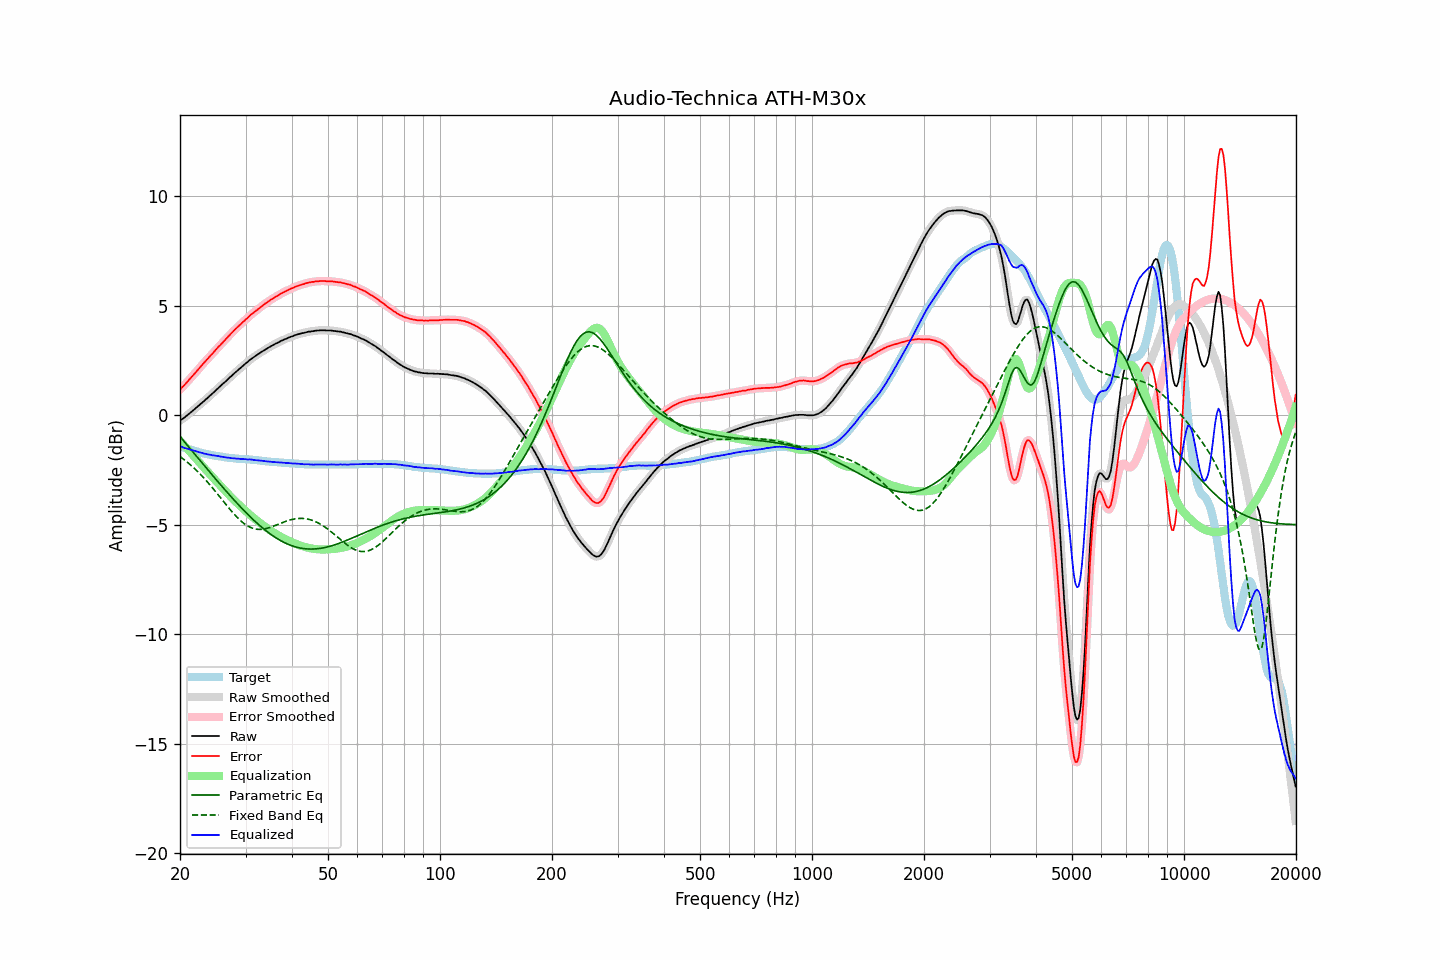 Audio-Technica ATH-M30x
Amplitude (dBr)
10
5
0
−5
−10
−15
−20
Target
Raw Smoothed
Error Smoothed
Raw
Error
Equalization
Parametric Eq
Fixed Band Eq
Equalized
20 50 100 200 500 1000 2000 5000 10000 20000
Frequency (Hz)